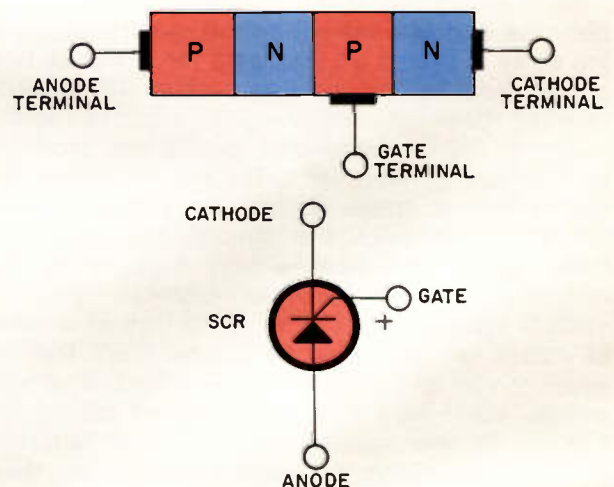 P N P N
ANODE
TERMINAL
CATHODE
TERMINAL
GATE
TERMINAL
CATHODE
GATE
SCR
+
ANODE